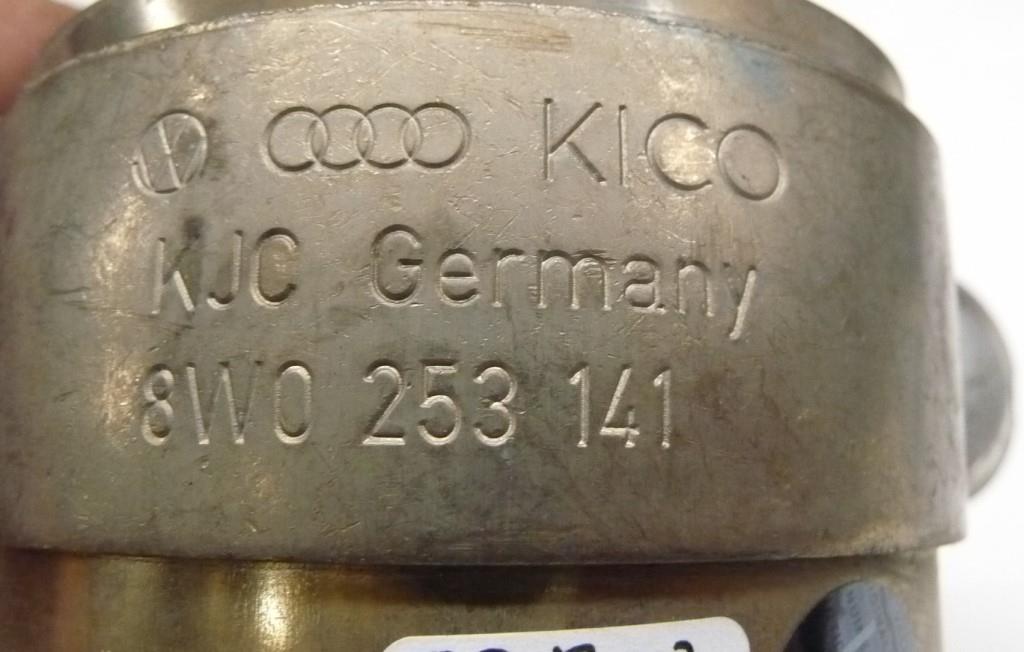 KICO
KJC Germany
8W0 253 141